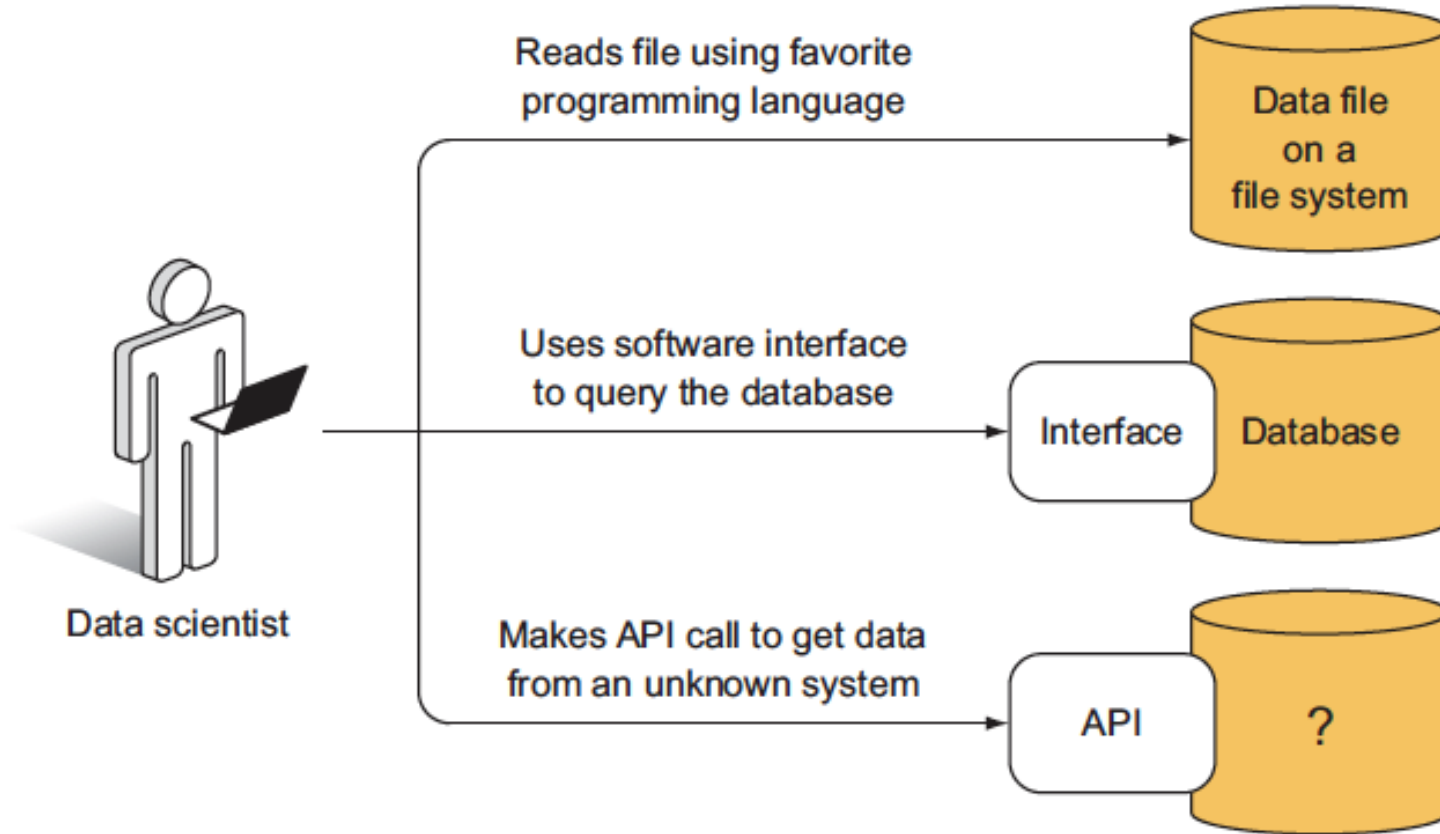 Reads file using favorite
programming language
Data file
on a
file system
Uses software interface
to query the database
Interface
Database
Data scientist
Makes API call to get data
from an unknown system
API
?